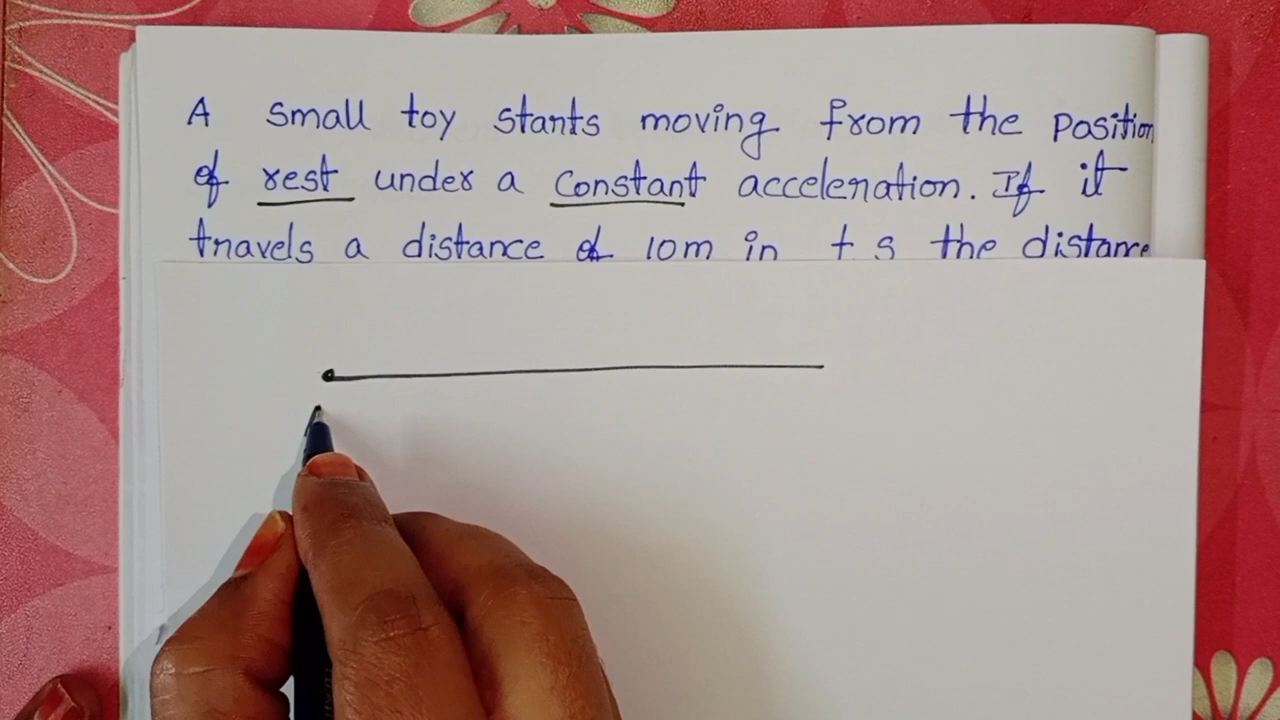 A small toy starts moving from the position
of rest under a constant acceleration. If it
travels a distance of 10m in t s the distance